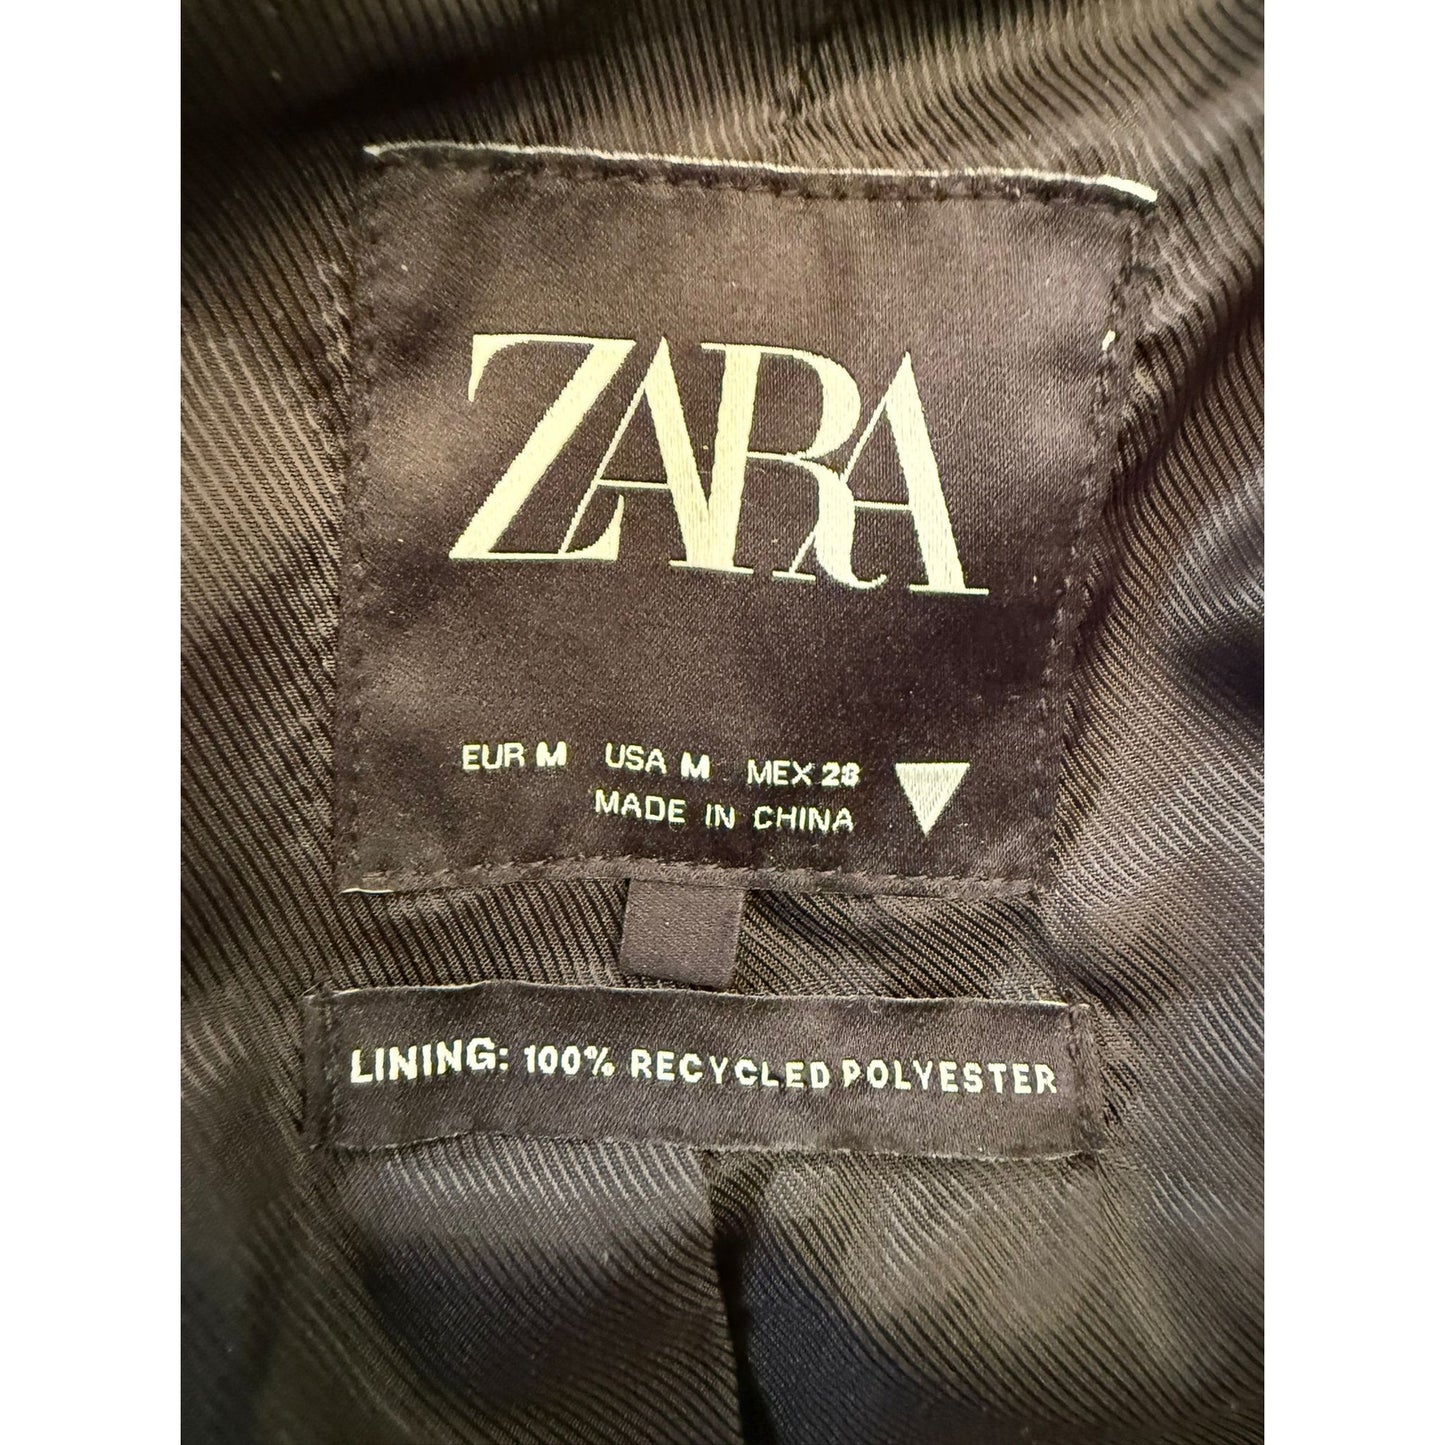 ZARA
EUR M USA M MEX 28
MADE IN CHINA
LINING: 100% RECYCLED POLYESTER